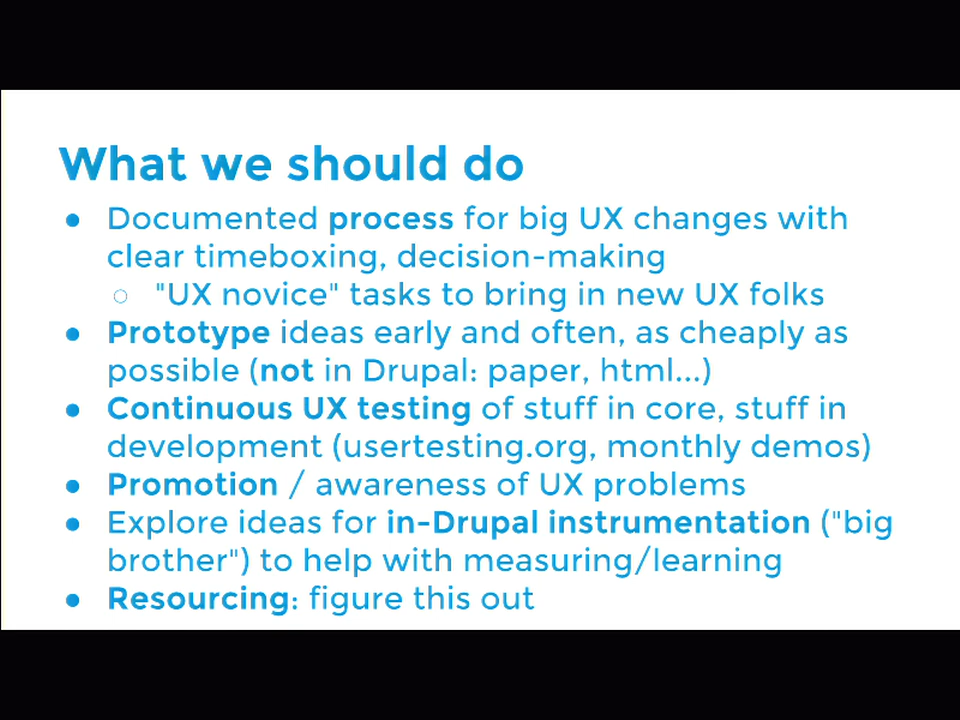 What we should do
● Documented process for big UX changes with
clear timeboxing, decision-making
○ "UX novice" tasks to bring in new UX folks
● Prototype ideas early and often, as cheaply as
possible (not in Drupal: paper, html...)
● Continuous UX testing of stuff in core, stuff in
development (usertesting.org, monthly demos)
● Promotion / awareness of UX problems
● Explore ideas for in-Drupal instrumentation ("big
brother") to help with measuring/learning
● Resourcing: figure this out